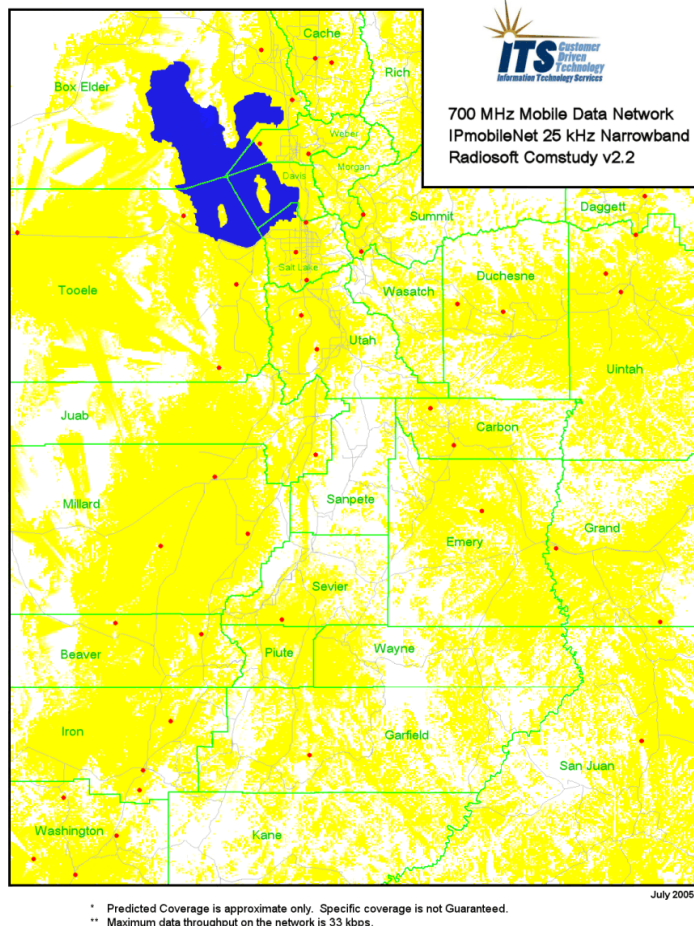 ITS Customer
Driven
Technology
Information Technology Services
700 MHz Mobile Data Network
IPmobileNet 25 kHz Narrowband
Radiosoft Comstudy v2.2
Cache
Rich
Box Elder
Weber
Morgan
Davis
Summit
Daggett
Salt Lake
Tooele
Wasatch
Duchesne
Utah
Uintah
Juab
Carbon
Millard
Sanpete
Emery
Grand
Sevier
Beaver
Piute
Wayne
Iron
Garfield
San Juan
Washington
Kane
July 2005
* Predicted Coverage is approximate only. Specific coverage is not Guaranteed.
** Maximum data throughput on the network is 33 kbps.